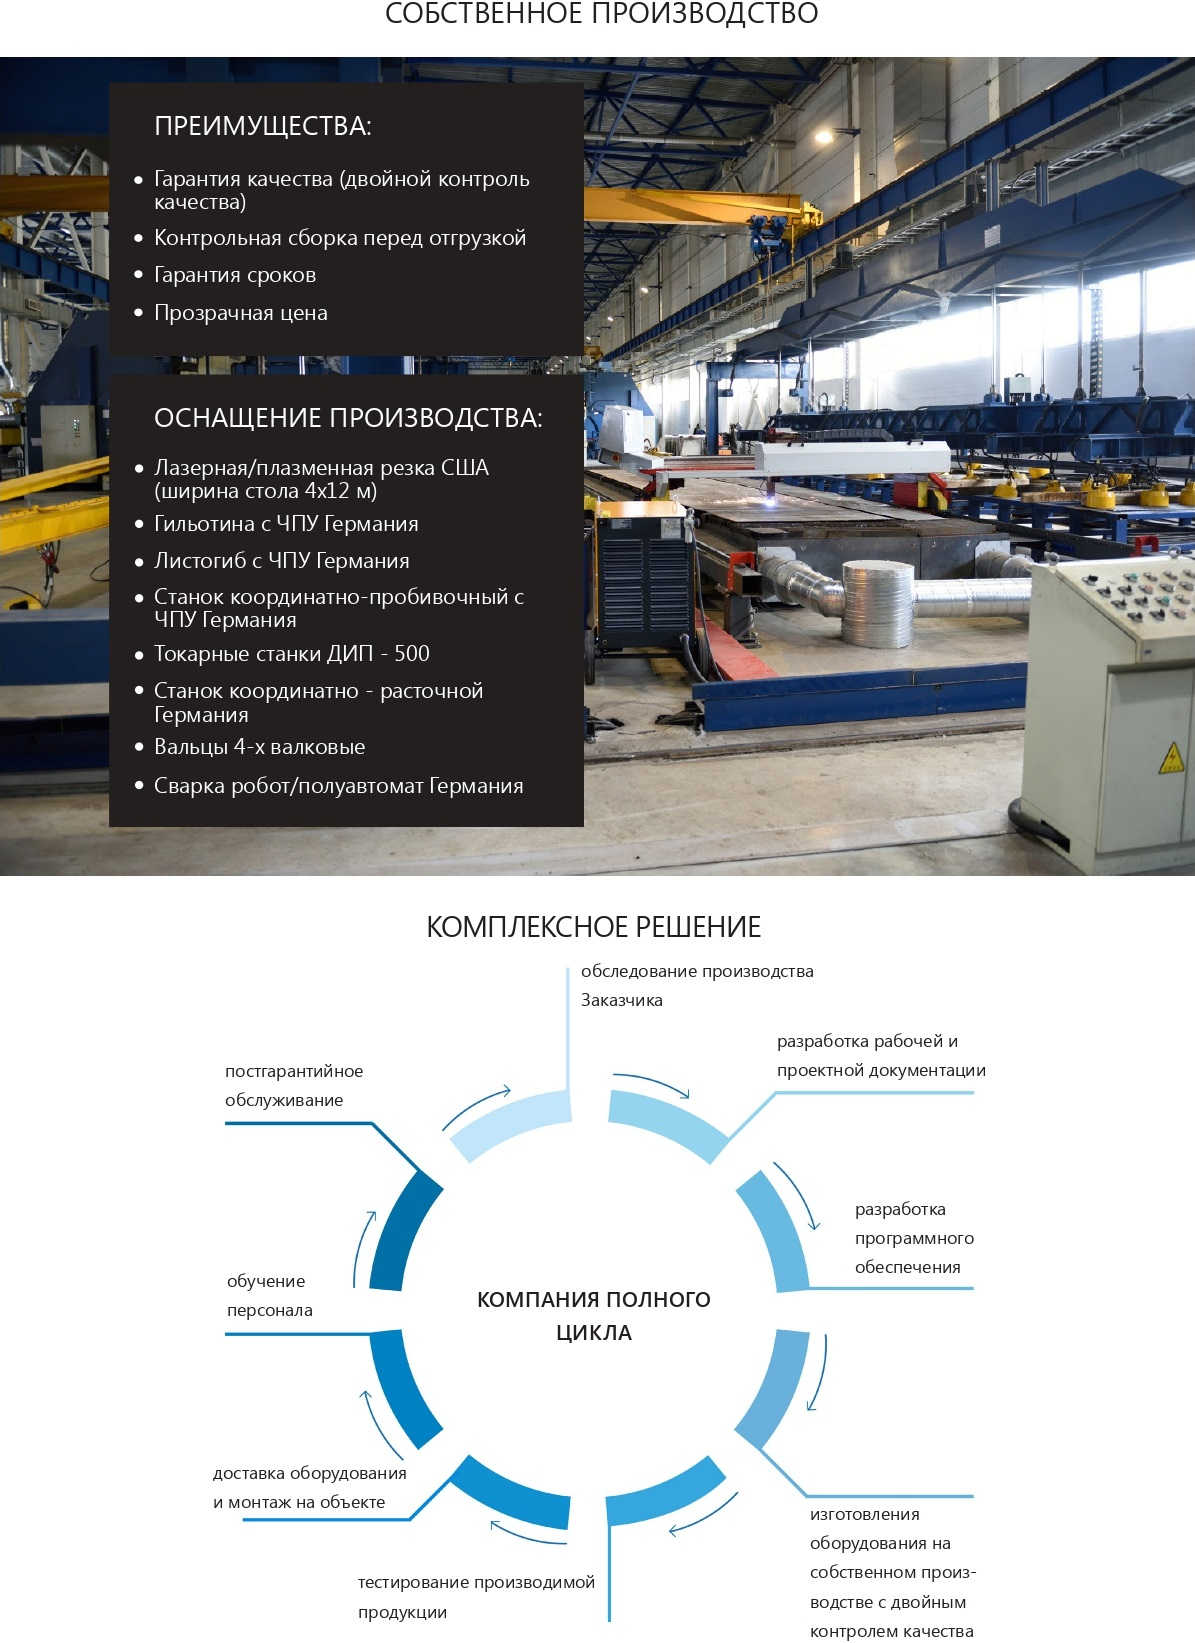 СОБСТВЕННОЕ ПРОИЗВОДСТВО
ПРЕИМУЩЕСТВА:
• Гарантия качества (двойной контроль
качества)
• Контрольная сборка перед отгрузкой
• Гарантия сроков
• Прозрачная цена
ОСНАЩЕНИЕ ПРОИЗВОДСТВА:
• Лазерная/плазменная резка США
(ширина стола 4х12 м)
• Гильотина с ЧПУ Германия
• Листогиб с ЧПУ Германия
• Станок координатно-пробивочный с
ЧПУ Германия
• Токарные станки ДИП - 500
• Станок координатно - расточной
Германия
• Вальцы 4-х валковые
• Сварка робот/полуавтомат Германия
КОМПЛЕКСНОЕ РЕШЕНИЕ
обследование производства
Заказчика
разработка рабочей и
проектной документации
разработка
программного
обеспечения
изготовления
оборудования на
собственном произ-
водстве с двойным
контролем качества
тестирование производимой
продукции
доставка оборудования
и монтаж на объекте
обучение
персонала
постгарантийное
обслуживание
КОМПАНИЯ ПОЛНОГО
ЦИКЛА